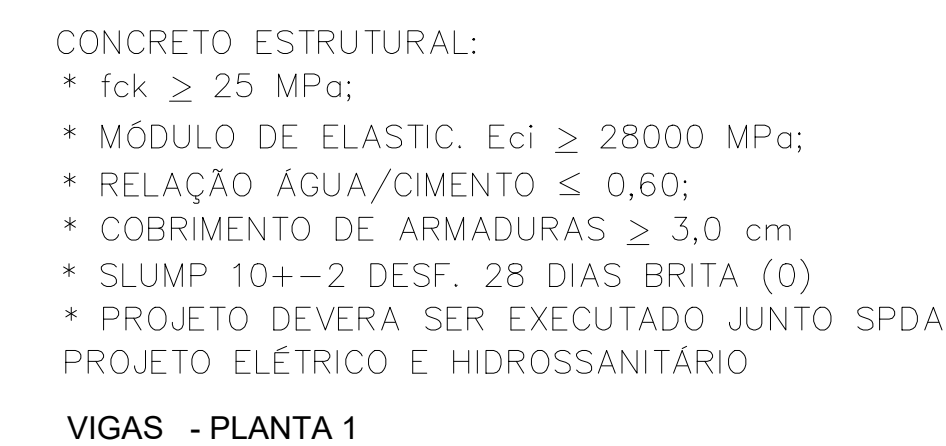 CONCRETO ESTRUTURAL:
* fck ≥ 25 MPa;
* MÓDULO DE ELASTIC. Eci ≥ 28000 MPa;
* RELAÇÃO ÁGUA/CIMENTO ≤ 0,60;
* COBRIMENTO DE ARMADURAS ≥ 3,0 cm
* SLUMP 10+-2 DESF. 28 DIAS BRITA (0)
* PROJETO DEVERA SER EXECUTADO JUNTO SPDA
PROJETO ELÉTRICO E HIDROSSANITÁRIO
VIGAS - PLANTA 1